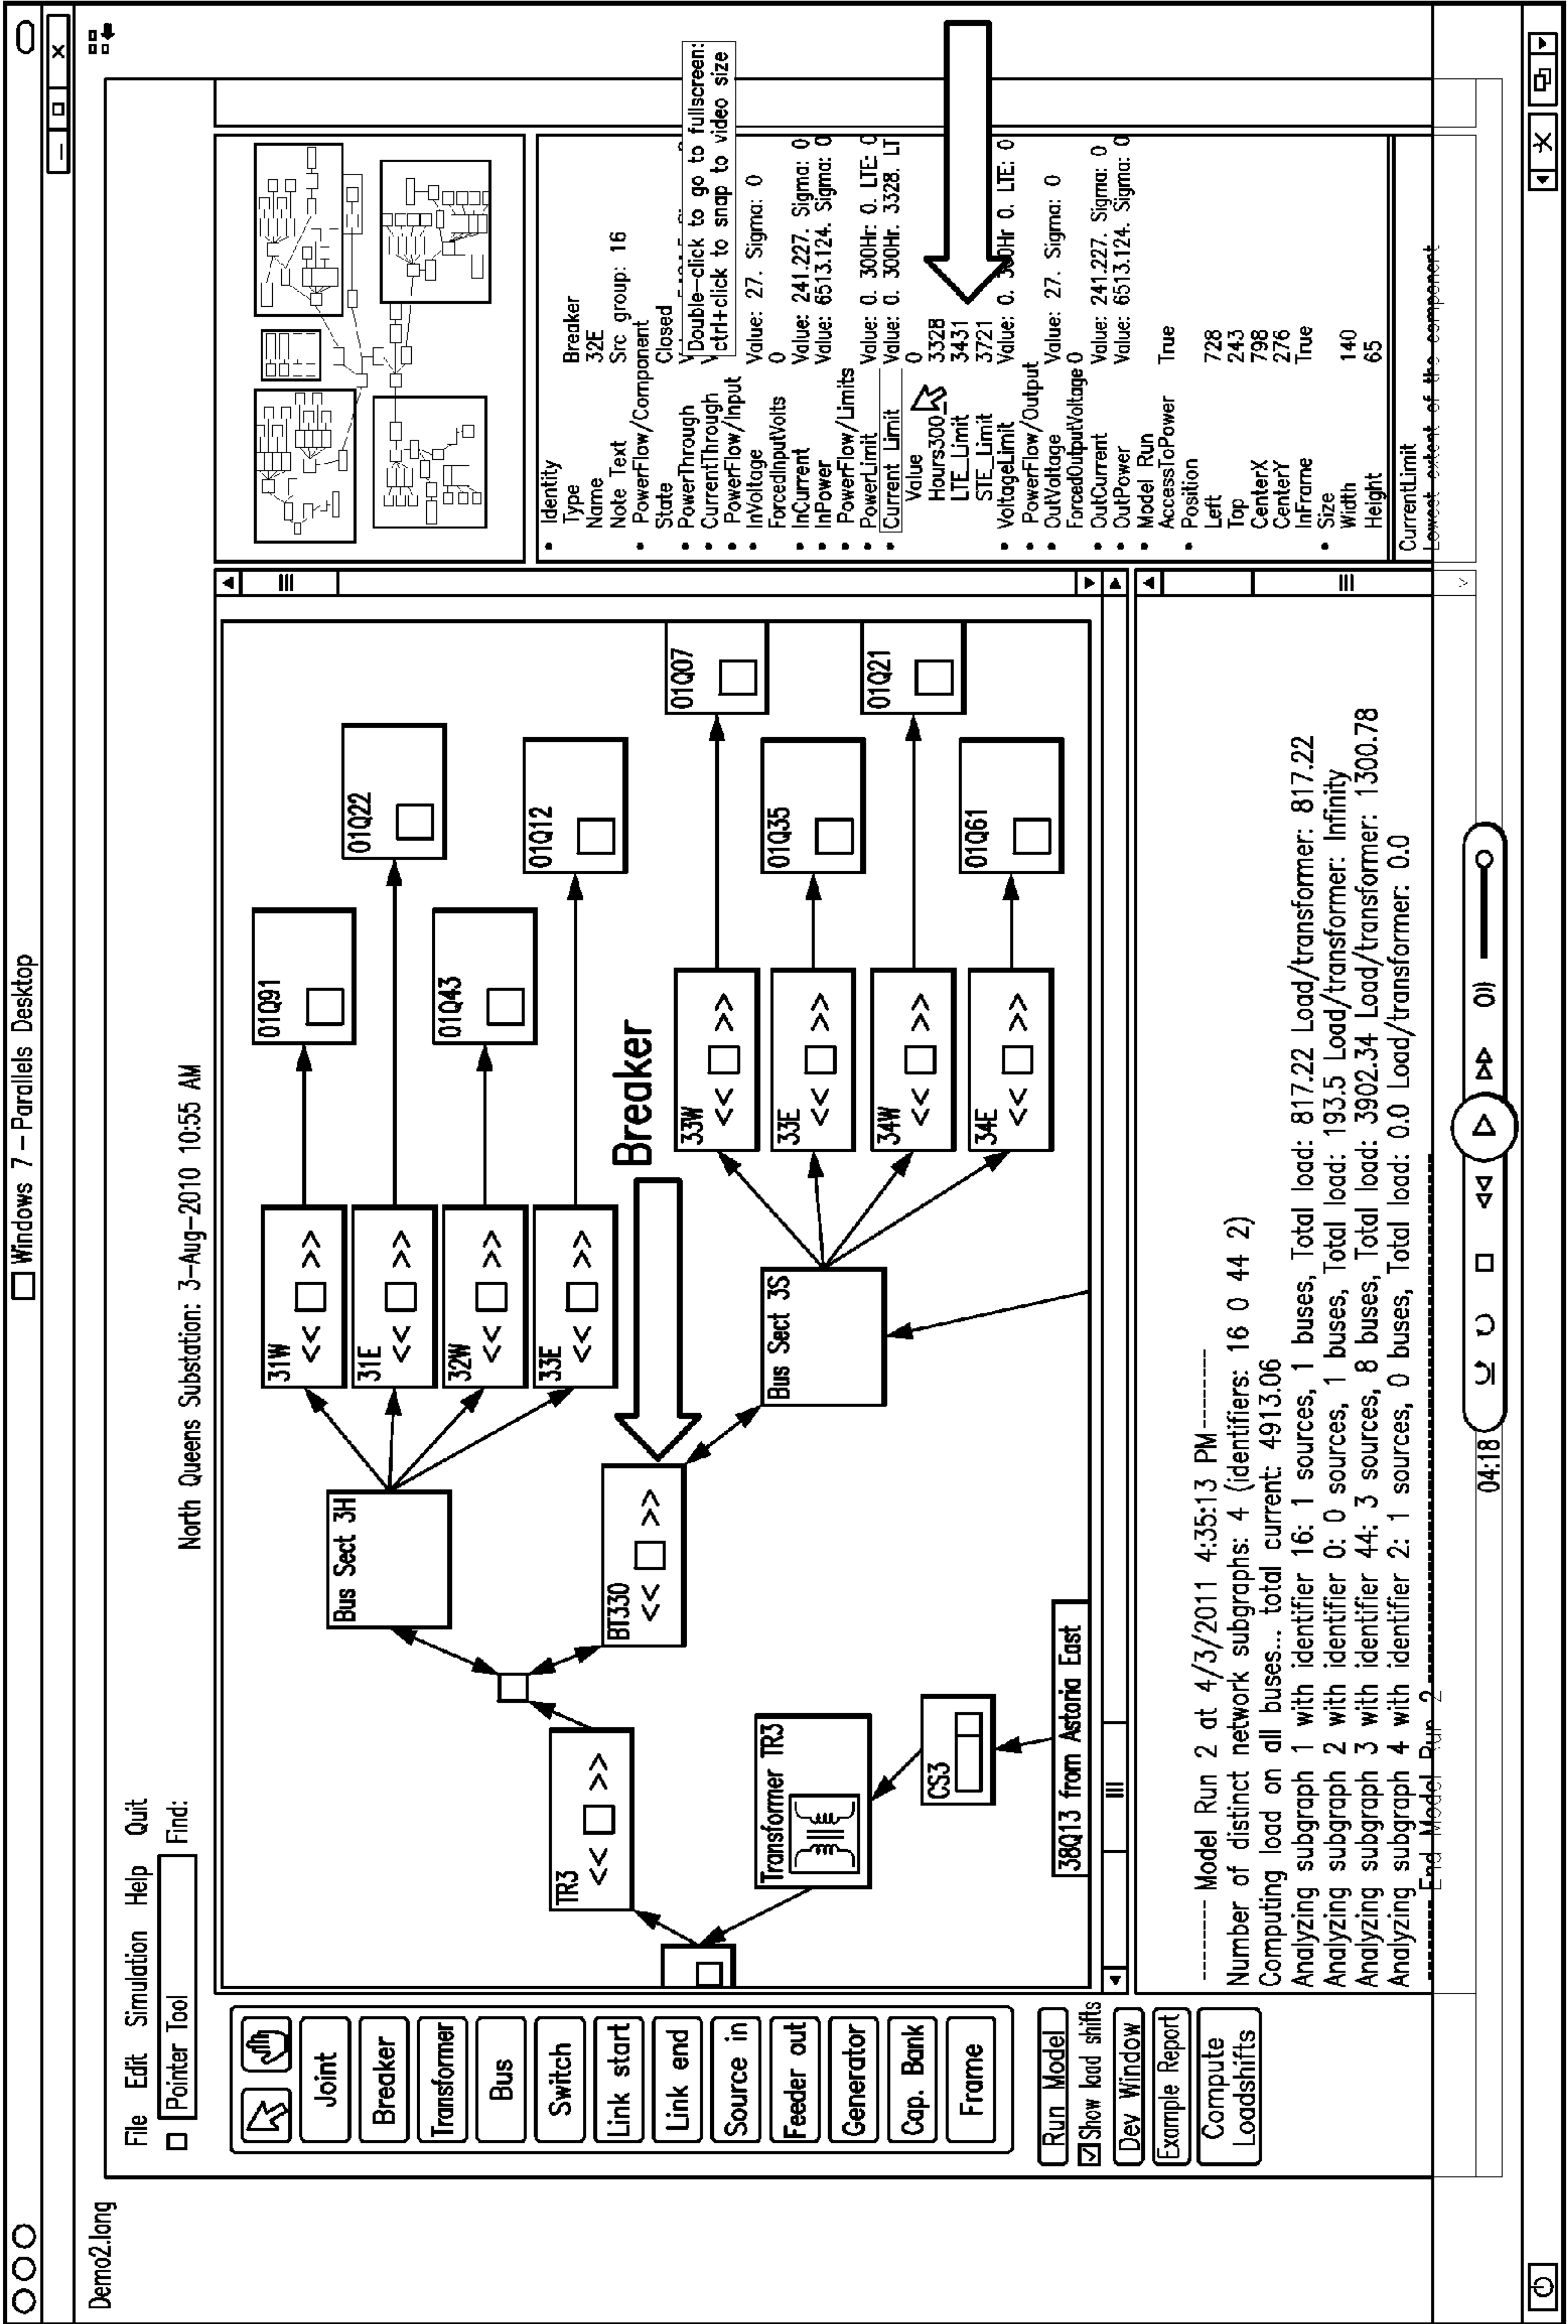 Windows 7 – Parallels Desktop
Demo2.long
File Edit Simulation Help Quit
Pointer Tool
Find:
North Queens Substation: 3–Aug–2010 10:55 AM
Joint
Breaker
Transformer
Bus
Switch
Link start
Link end
Source in
Feeder out
Generator
Cap. Bank
Frame
Run Model
Show load shifts
Dev Window
Example Report
Compute
Loadshifts
Bus Sect 3H
31W
<< >>
31E
<< >>
32W
<< >>
33E
<< >>
01Q91
01Q22
01Q43
01Q12
TR3
<< >>
BT330
<< >>
Breaker
Transformer TR3
CS3
38Q13 from Astoria East
Bus Sect 3S
33W
<< >>
33E
<< >>
34W
<< >>
34E
<< >>
01Q07
01Q35
01Q21
01Q61
Identity
Type Breaker
Name 32E
Note Text Src group: 16
PowerFlow/Component
State Closed
PowerThrough
CurrentThrough
Double–click to go to fullscreen:
ctrl+click to snap to video size
PowerFlow/Input
InVoltage Value: 27. Sigma: 0
ForcedInputVolts 0
InCurrent Value: 241.227. Sigma: 0
InPower Value: 6513.124. Sigma: 0
PowerFlow/Limits
PowerLimit Value: 0. 300Hr: 0. LTE: 0
Current Limit Value: 0. 300Hr: 3328. LT
Value 0
Hours300 3328
LTE_Limit 3431
STE_Limit 3721
VoltageLimit Value: 0. 300Hr 0. LTE: 0
PowerFlow/Output
OutVoltage Value: 27. Sigma: 0
ForcedOutputVoltage 0
OutCurrent Value: 241.227. Sigma: 0
OutPower Value: 6513.124. Sigma: 0
Model Run
AccessToPower True
Position
Left 728
Top 243
CenterX 798
CenterY 276
InFrame True
Size
Width 140
Height 65
CurrentLimit
Lowest extent of the component
------- Model Run 2 at 4/3/2011 4:35:13 PM-------
Number of distinct network subgraphs: 4 (identifiers: 16 0 44 2)
Computing load on all buses... total current: 4913.06
Analyzing subgraph 1 with identifier 16: 1 sources, 1 buses, Total load: 817.22 Load/transformer: 817.22
Analyzing subgraph 2 with identifier 0: 0 sources, 1 buses, Total load: 193.5 Load/transformer: Infinity
Analyzing subgraph 3 with identifier 44: 3 sources, 8 buses, Total load: 3902.34 Load/transformer: 1300.78
Analyzing subgraph 4 with identifier 2: 1 sources, 0 buses, Total load: 0.0 Load/transformer: 0.0
End Model Run 2
04:18